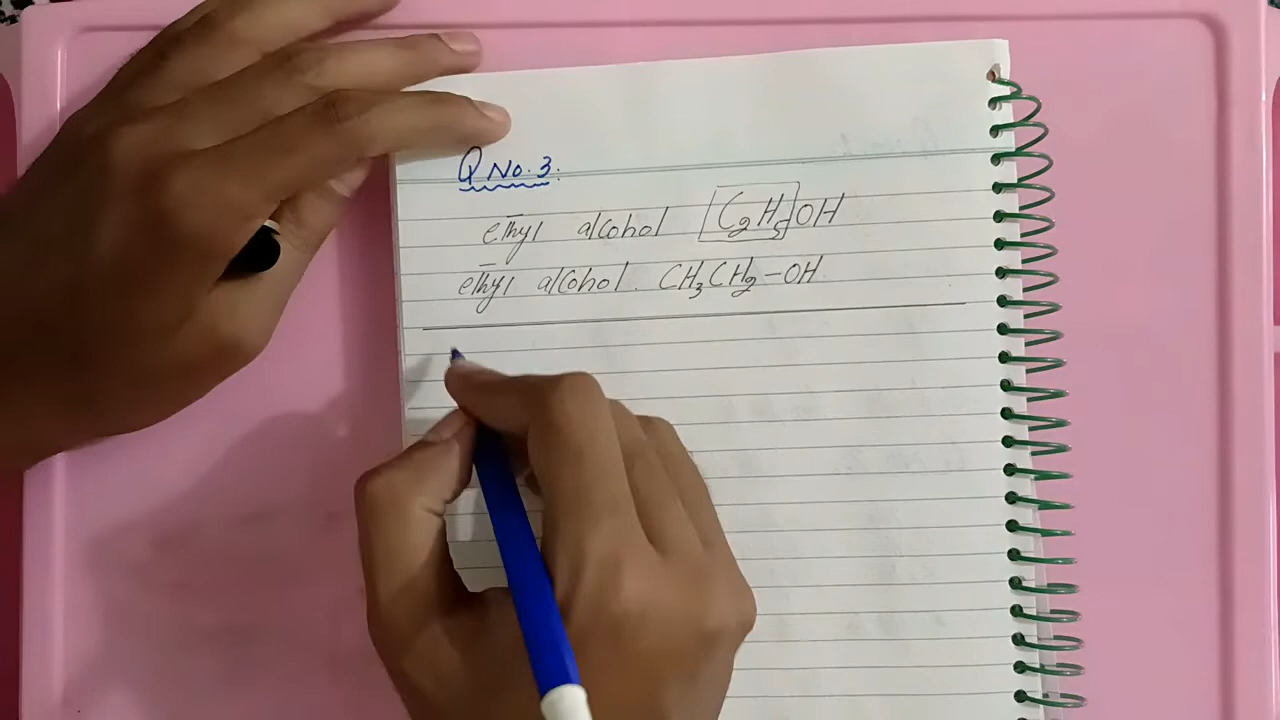 Q No. 3:
ethyl alcohol [C₂H₅]OH
ethyl alcohol. CH₃CH₂-OH